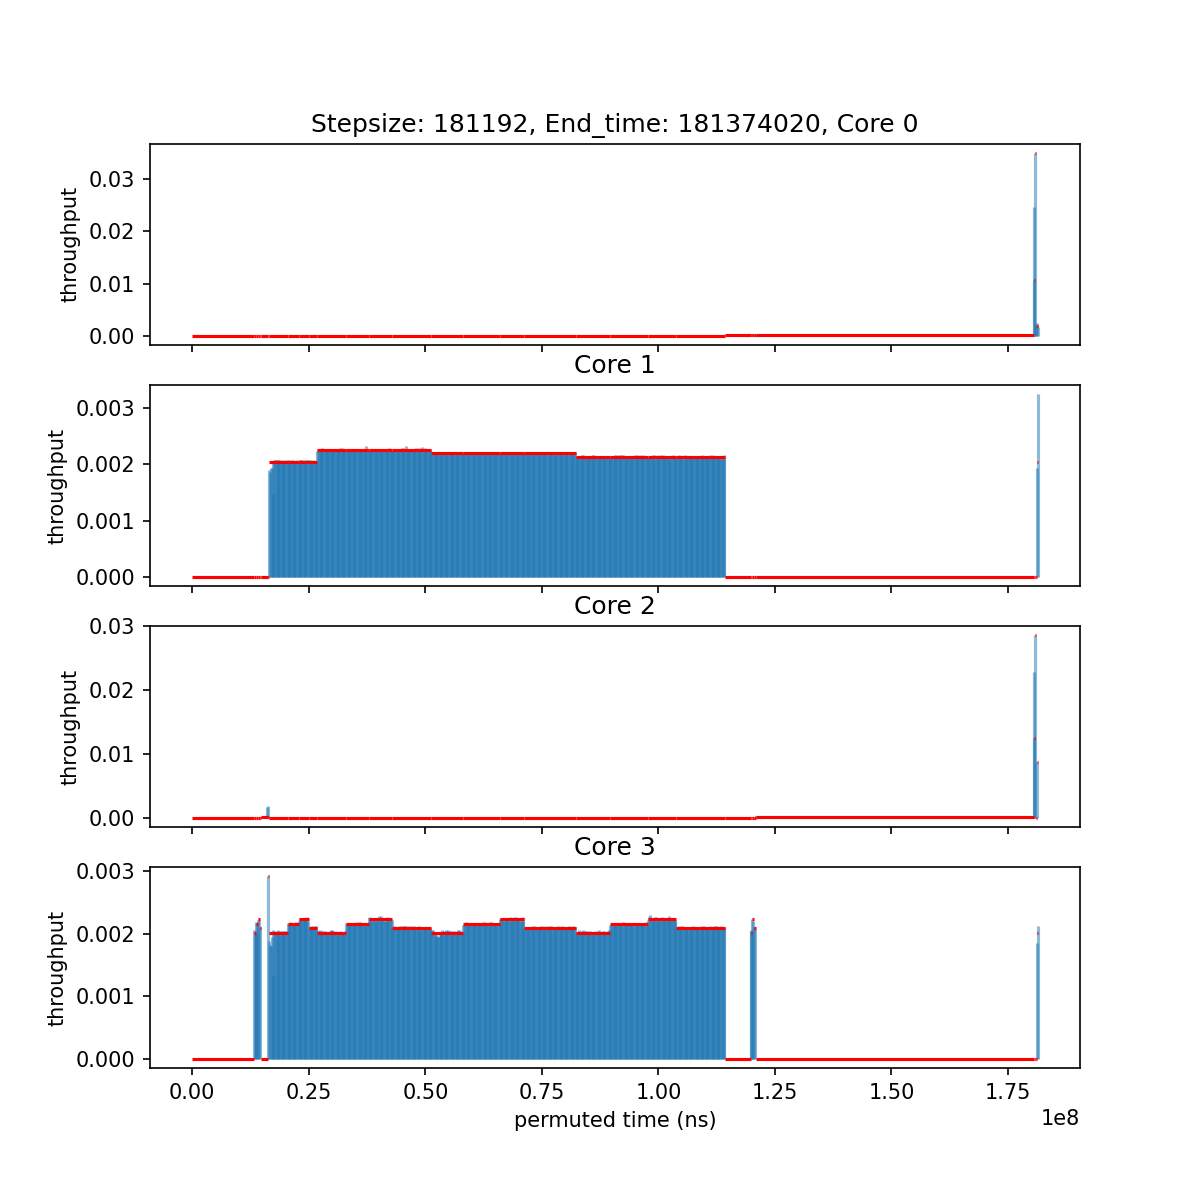 Stepsize: 181192, End_time: 181374020, Core 0
throughput
0.03
0.02
0.01
0.00
Core 1
throughput
0.003
0.002
0.001
0.000
Core 2
throughput
0.03
0.02
0.01
0.00
Core 3
throughput
0.003
0.002
0.001
0.000
0.00 0.25 0.50 0.75 1.00 1.25 1.50 1.75
permuted time (ns)
1e8